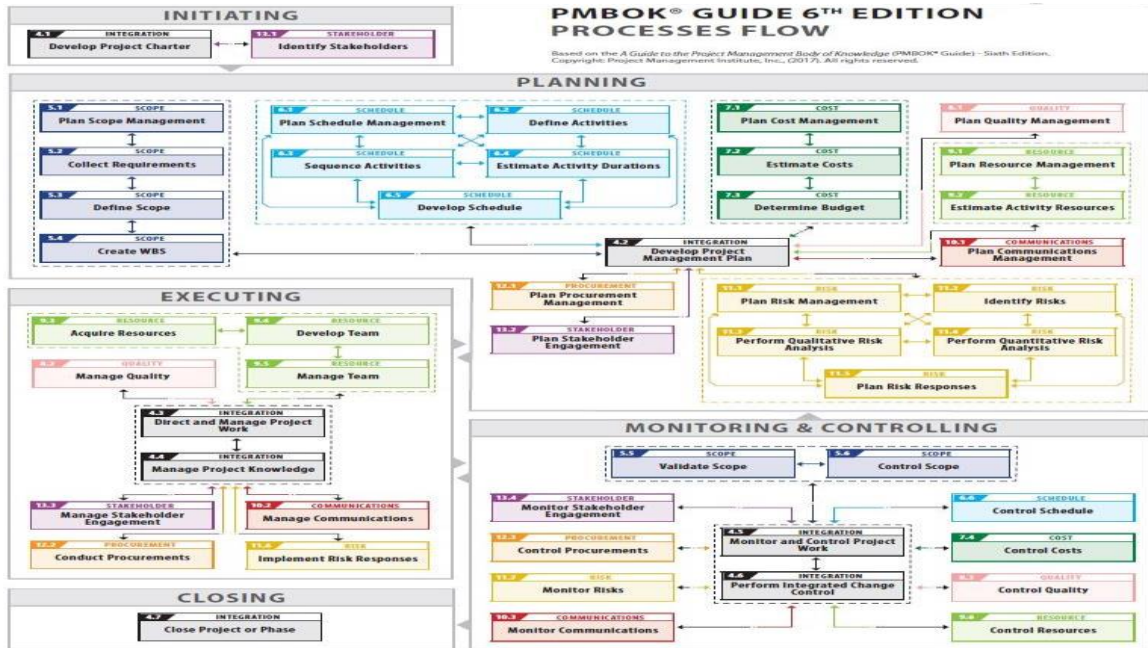 INITIATING
4.1 INTEGRATION
Develop Project Charter
13.1 STAKEHOLDER
Identify Stakeholders
PMBOK® GUIDE 6TH EDITION
PROCESSES FLOW
Based on the A Guide to the Project Management Body of Knowledge (PMBOK® Guide) – Sixth Edition,
Copyright: Project Management Institute, Inc., (2017). All rights reserved.
PLANNING
5.1 SCOPE
Plan Scope Management
5.2 SCOPE
Collect Requirements
5.3 SCOPE
Define Scope
5.4 SCOPE
Create WBS
6.1 SCHEDULE
Plan Schedule Management
6.2 SCHEDULE
Define Activities
6.3 SCHEDULE
Sequence Activities
6.4 SCHEDULE
Estimate Activity Durations
6.5 SCHEDULE
Develop Schedule
7.1 COST
Plan Cost Management
7.2 COST
Estimate Costs
7.3 COST
Determine Budget
8.1 QUALITY
Plan Quality Management
9.1 RESOURCE
Plan Resource Management
9.2 RESOURCE
Estimate Activity Resources
4.2 INTEGRATION
Develop Project
Management Plan
10.1 COMMUNICATIONS
Plan Communications
Management
12.1 PROCUREMENT
Plan Procurement
Management
13.2 STAKEHOLDER
Plan Stakeholder
Engagement
11.1 RISK
Plan Risk Management
11.2 RISK
Identify Risks
11.3 RISK
Perform Qualitative Risk
Analysis
11.4 RISK
Perform Quantitative Risk
Analysis
11.5 RISK
Plan Risk Responses
EXECUTING
9.3 RESOURCE
Acquire Resources
9.4 RESOURCE
Develop Team
8.2 QUALITY
Manage Quality
9.5 RESOURCE
Manage Team
4.3 INTEGRATION
Direct and Manage Project
Work
4.4 INTEGRATION
Manage Project Knowledge
13.3 STAKEHOLDER
Manage Stakeholder
Engagement
10.2 COMMUNICATIONS
Manage Communications
12.2 PROCUREMENT
Conduct Procurements
11.6 RISK
Implement Risk Responses
MONITORING & CONTROLLING
5.5 SCOPE
Validate Scope
5.6 SCOPE
Control Scope
13.4 STAKEHOLDER
Monitor Stakeholder
Engagement
6.6 SCHEDULE
Control Schedule
12.3 PROCUREMENT
Control Procurements
4.5 INTEGRATION
Monitor and Control Project
Work
7.4 COST
Control Costs
11.7 RISK
Monitor Risks
4.6 INTEGRATION
Perform Integrated Change
Control
8.3 QUALITY
Control Quality
10.3 COMMUNICATIONS
Monitor Communications
9.6 RESOURCE
Control Resources
CLOSING
4.7 INTEGRATION
Close Project or Phase